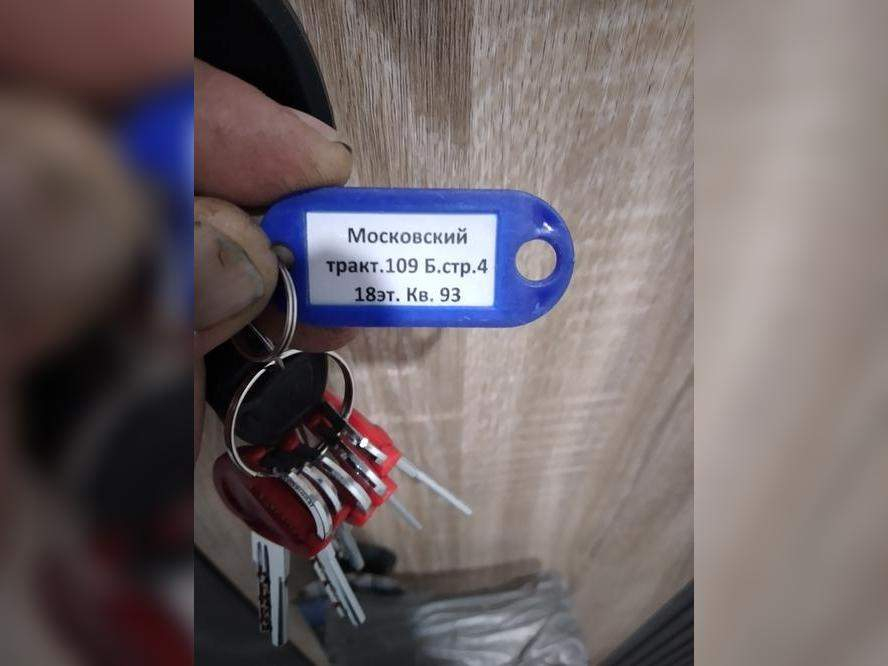 Московский
тракт.109 Б.стр.4
18эт. Кв. 93